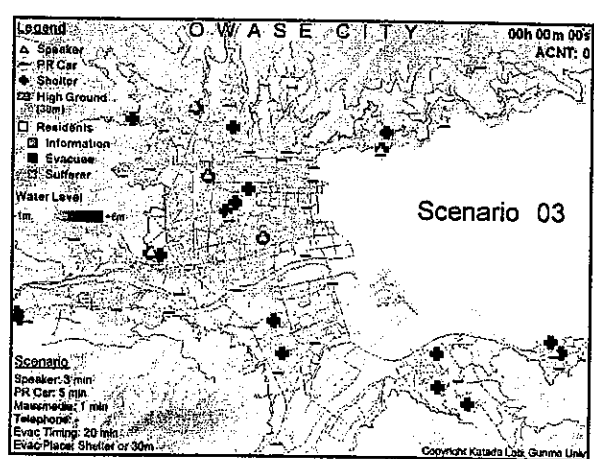 OWASE CITY
00h 00m 00s
ACNT: 0
Legend
Speaker
PR Car
Shelter
High Ground
(30m)
Residents
Information
Evacuee
Sufferer
Water Level
-1m
+6m
Scenario 03
Scenario
Speaker: 3 min
PR Car: 5 min
Massmedia: 1 min
Telephone: -
Evac Timing: 20 min
Evac Place: Shelter or 30m
Copyright Katada Lab, Gunma Univ